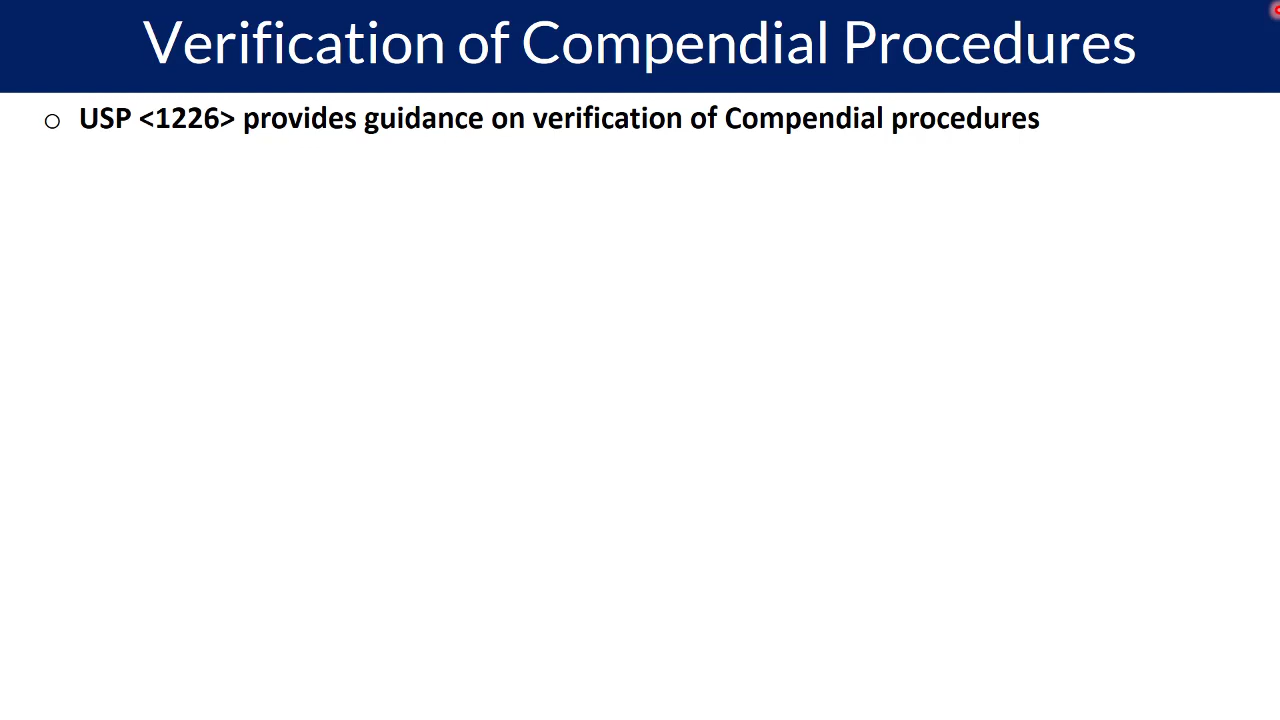 Verification of Compendial Procedures
○ USP <1226> provides guidance on verification of Compendial procedures